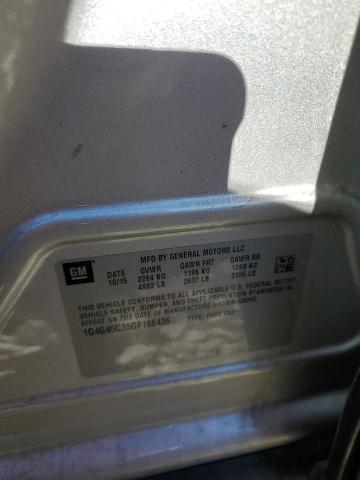 GM
MFD BY GENERAL MOTORS LLC
DATE GVWR GAWR FRT GAWR RR
10/15 2264 KG 1196 KG 1069 KG
4992 LB 2637 LB 2356 LB
THIS VEHICLE CONFORMS TO ALL APPLICABLE U.S. FEDERAL MOTOR
VEHICLE SAFETY, BUMPER, AND THEFT PREVENTION STANDARDS
IN EFFECT ON THE DATE OF MANUFACTURE SHOWN ABOVE.
1G4G45G33GF166435 TYPE: PASS CAR